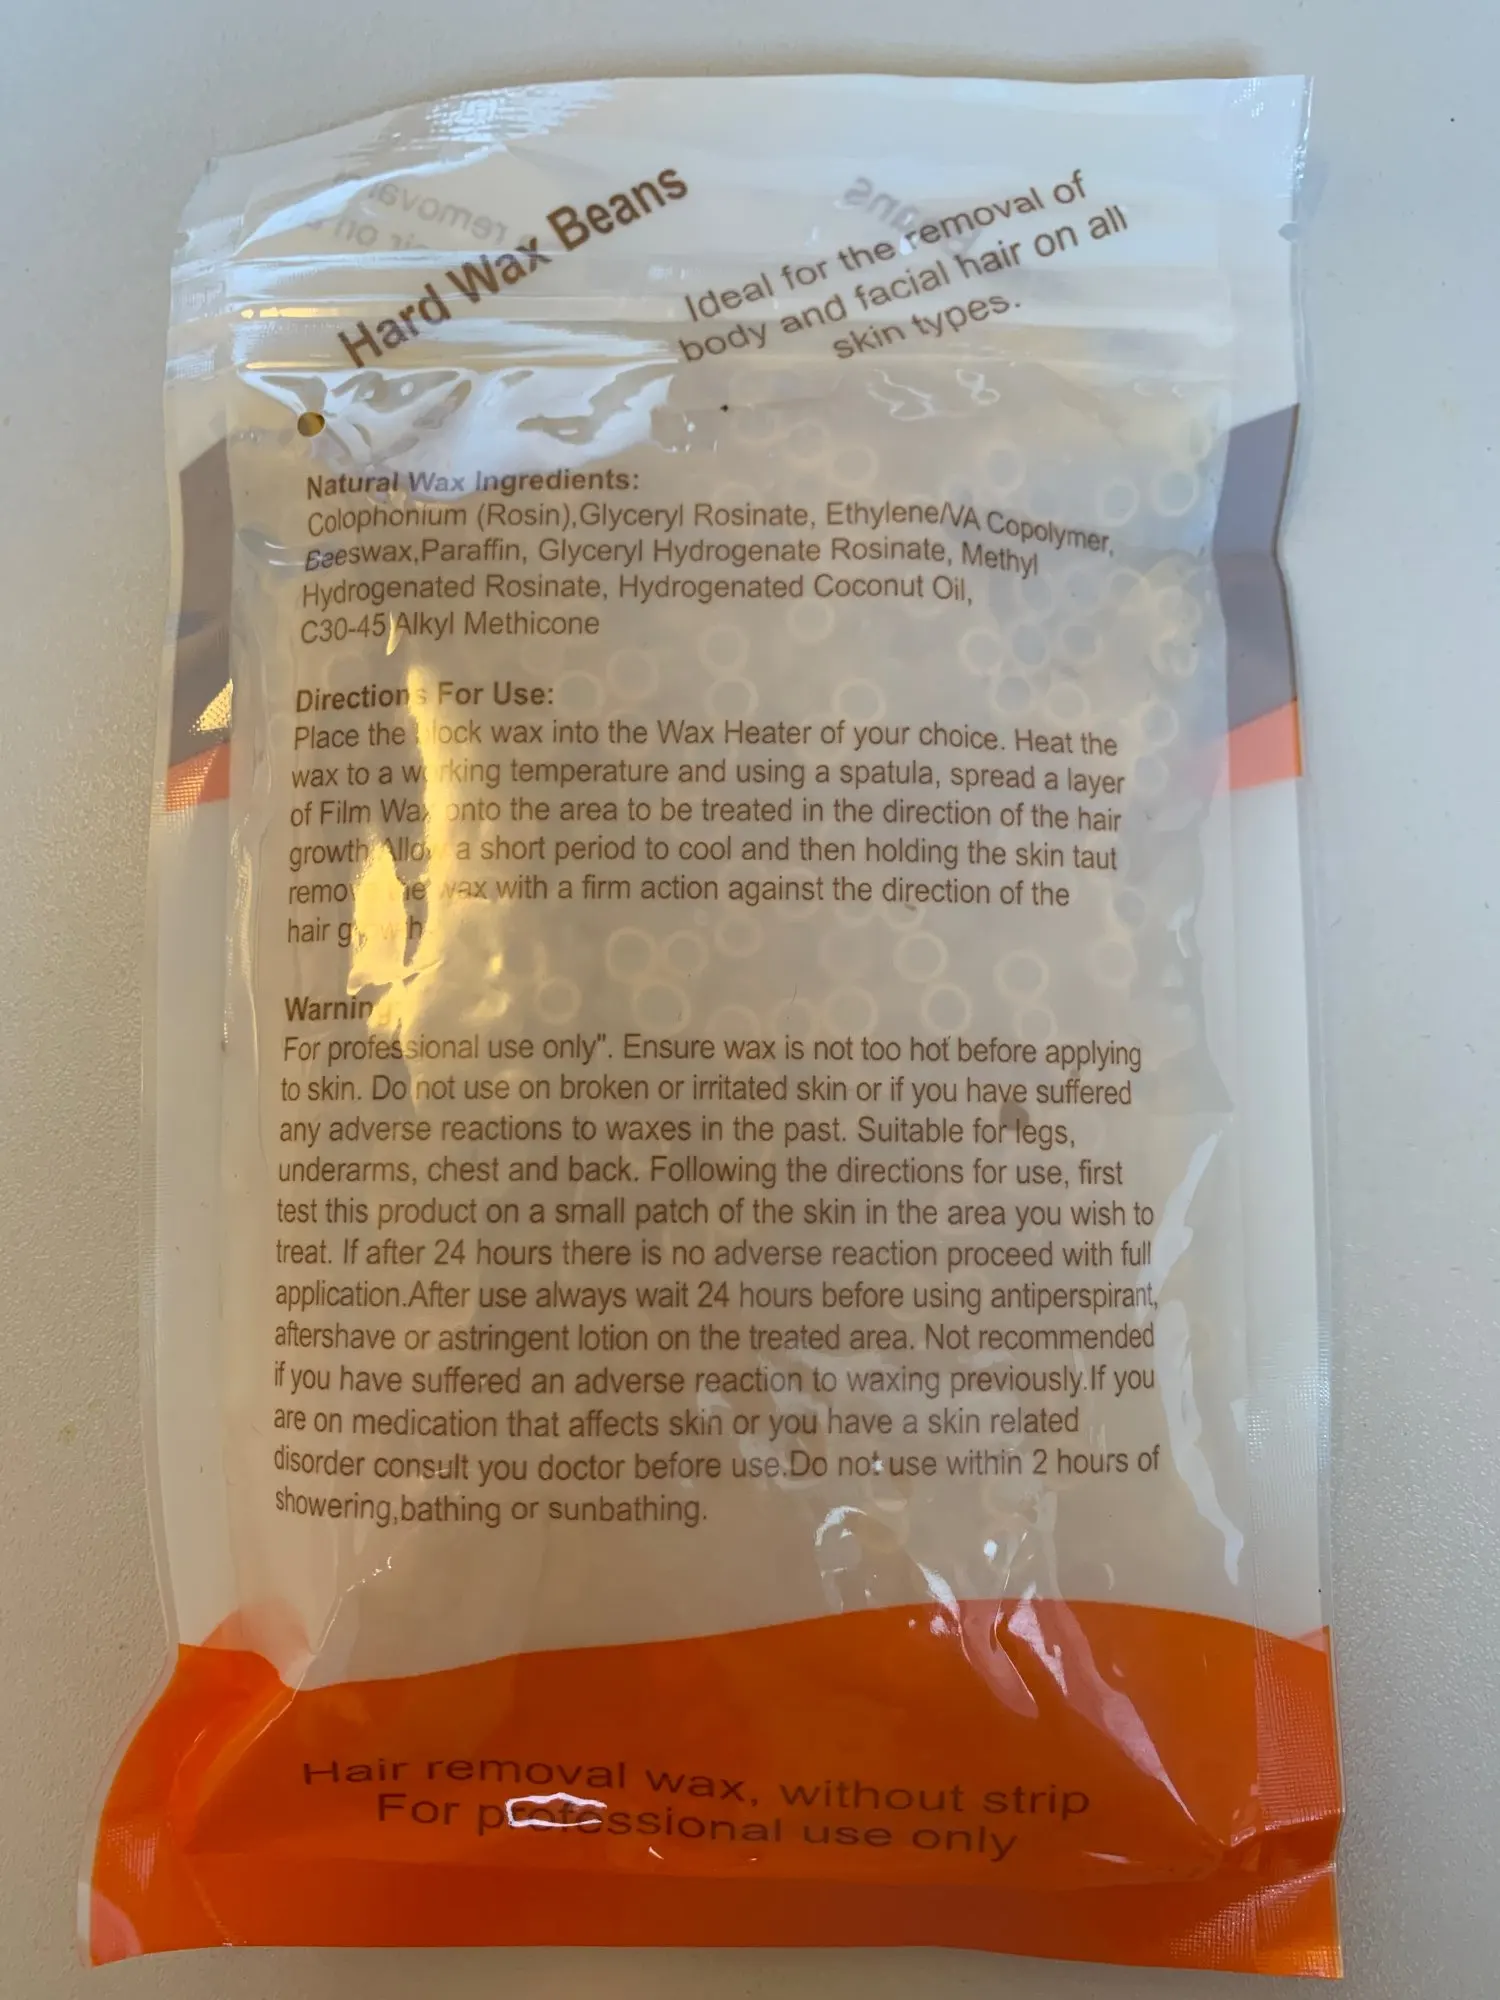 Hard Wax Beans
Ideal for the removal of
body and facial hair on all
skin types.
Natural Wax Ingredients:
Colophonium (Rosin),Glyceryl Rosinate, Ethylene/VA Copolymer,
Beeswax,Paraffin, Glyceryl Hydrogenate Rosinate, Methyl
Hydrogenated Rosinate, Hydrogenated Coconut Oil,
C30-45 Alkyl Methicone
Directions For Use:
Place the block wax into the Wax Heater of your choice. Heat the
wax to a working temperature and using a spatula, spread a layer
of Film Wax onto the area to be treated in the direction of the hair
growth.Allow a short period to cool and then holding the skin taut
remove the wax with a firm action against the direction of the
hair growth
Warning
For professional use only". Ensure wax is not too hot before applying
to skin. Do not use on broken or irritated skin or if you have suffered
any adverse reactions to waxes in the past. Suitable for legs,
underarms, chest and back. Following the directions for use, first
test this product on a small patch of the skin in the area you wish to
treat. If after 24 hours there is no adverse reaction proceed with full
application.After use always wait 24 hours before using antiperspirant,
aftershave or astringent lotion on the treated area. Not recommended
if you have suffered an adverse reaction to waxing previously.If you
are on medication that affects skin or you have a skin related
disorder consult you doctor before use.Do not use within 2 hours of
showering,bathing or sunbathing.
Hair removal wax, without strip
For professional use only